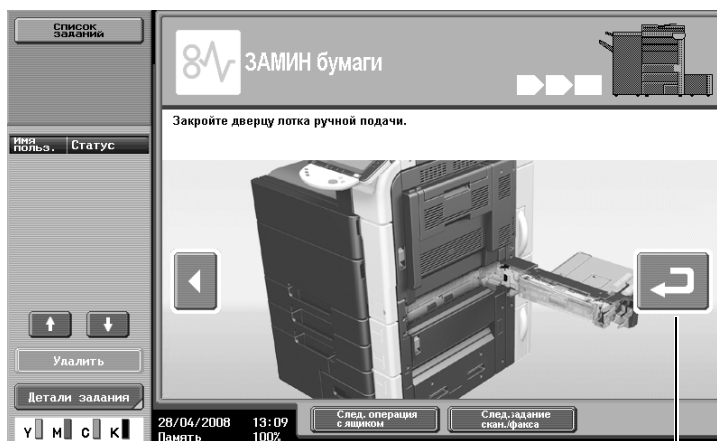 Список
заданий
ЗАМИН бумаги
Закройте дверцу лотка ручной подачи.
Имя
польз.
Статус
Удалить
Детали задания
Y M C K
28/04/2008 13:09
Память 100%
След. операция
с ящиком
След.задание
скан./факса